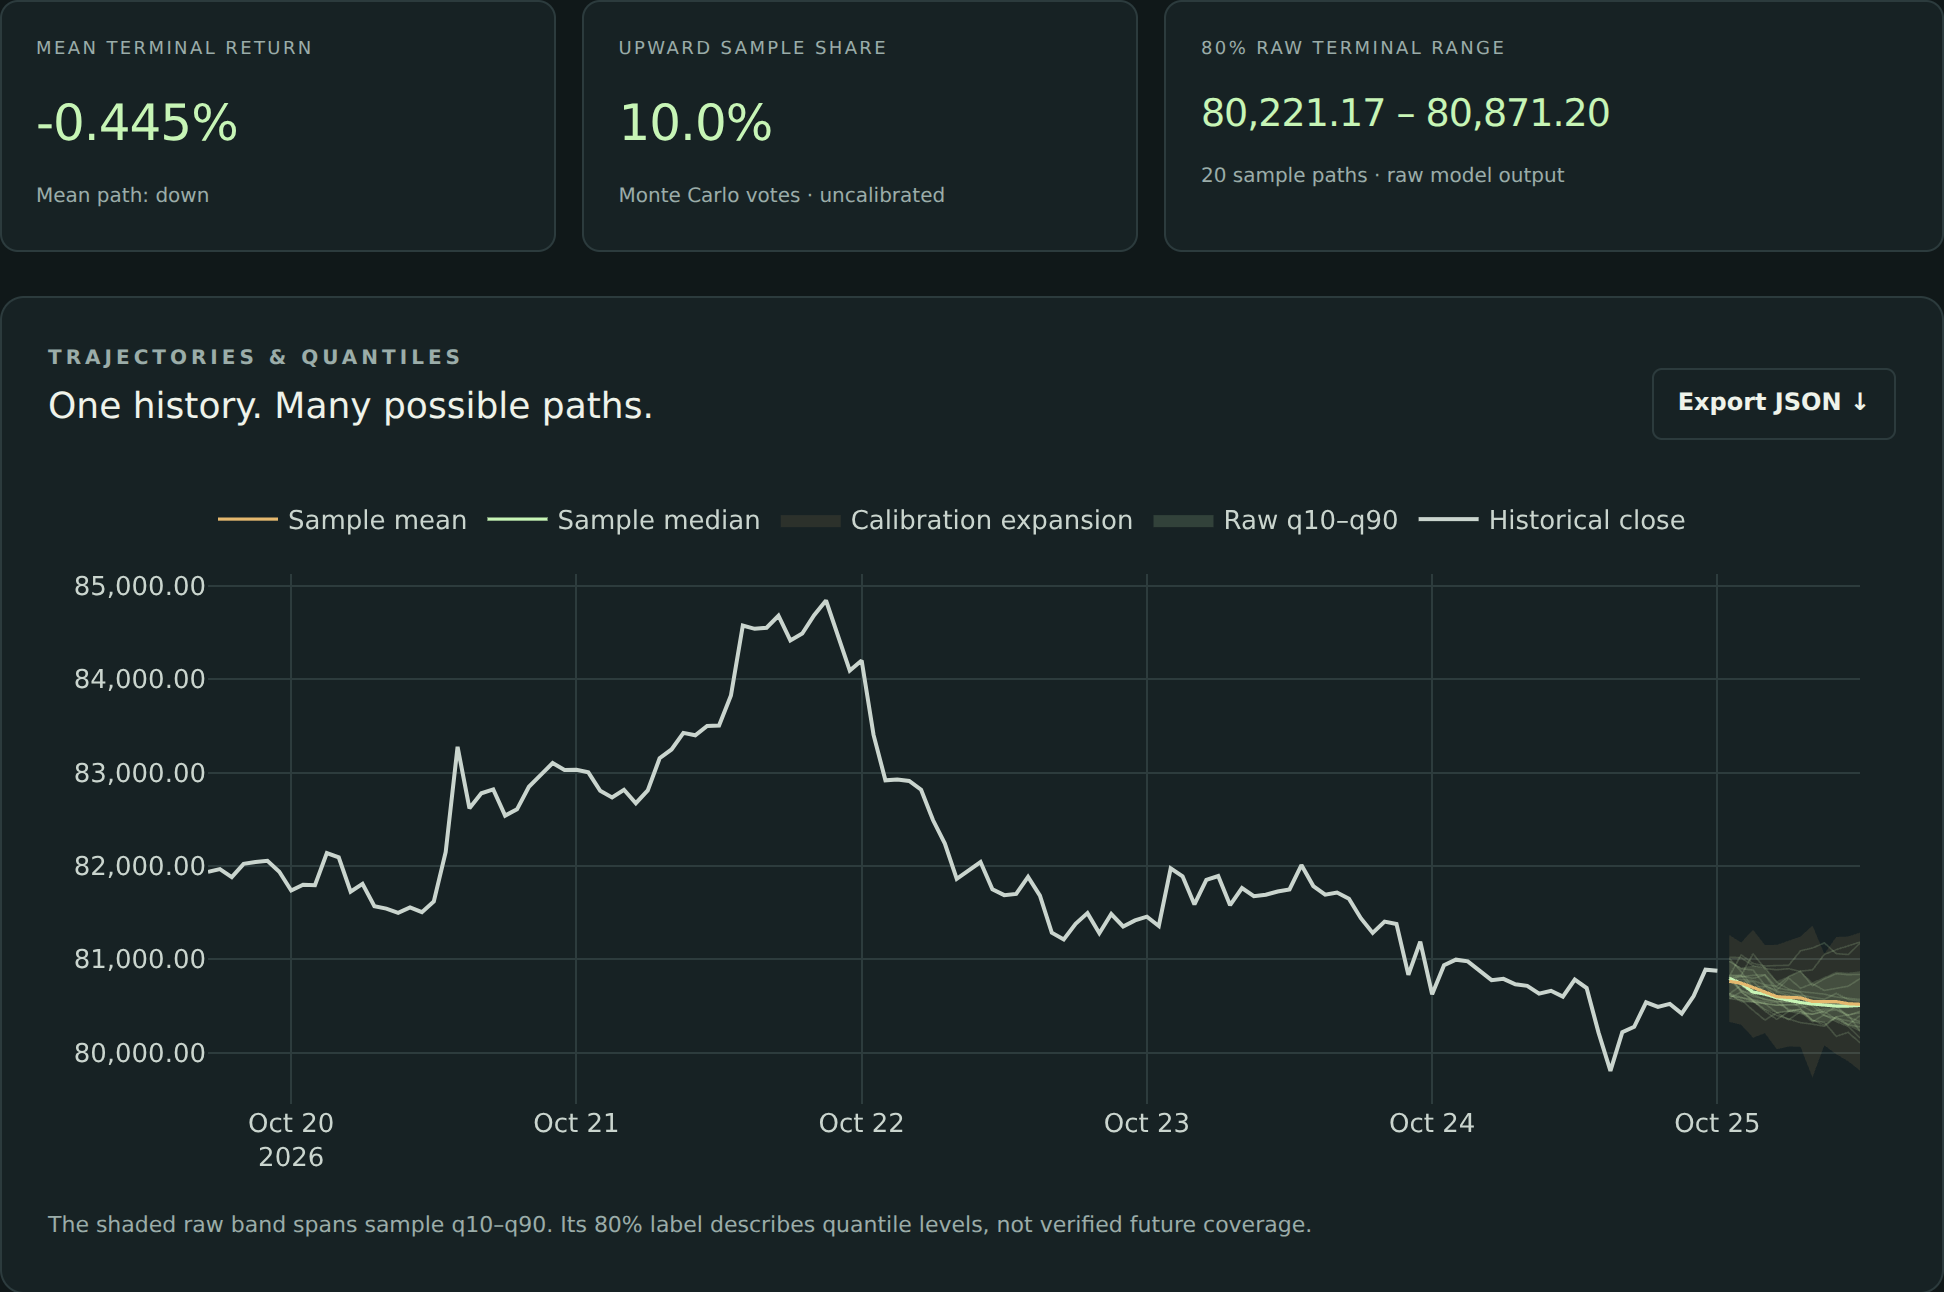 MEAN TERMINAL RETURN
-0.445%
Mean path: down
UPWARD SAMPLE SHARE
10.0%
Monte Carlo votes · uncalibrated
80% RAW TERMINAL RANGE
80,221.17 – 80,871.20
20 sample paths · raw model output
TRAJECTORIES & QUANTILES
One history. Many possible paths.
Export JSON ↓
Sample mean
Sample median
Calibration expansion
Raw q10–q90
Historical close
85,000.00
84,000.00
83,000.00
82,000.00
81,000.00
80,000.00
Oct 20
2026
Oct 21
Oct 22
Oct 23
Oct 24
Oct 25
The shaded raw band spans sample q10–q90. Its 80% label describes quantile levels, not verified future coverage.